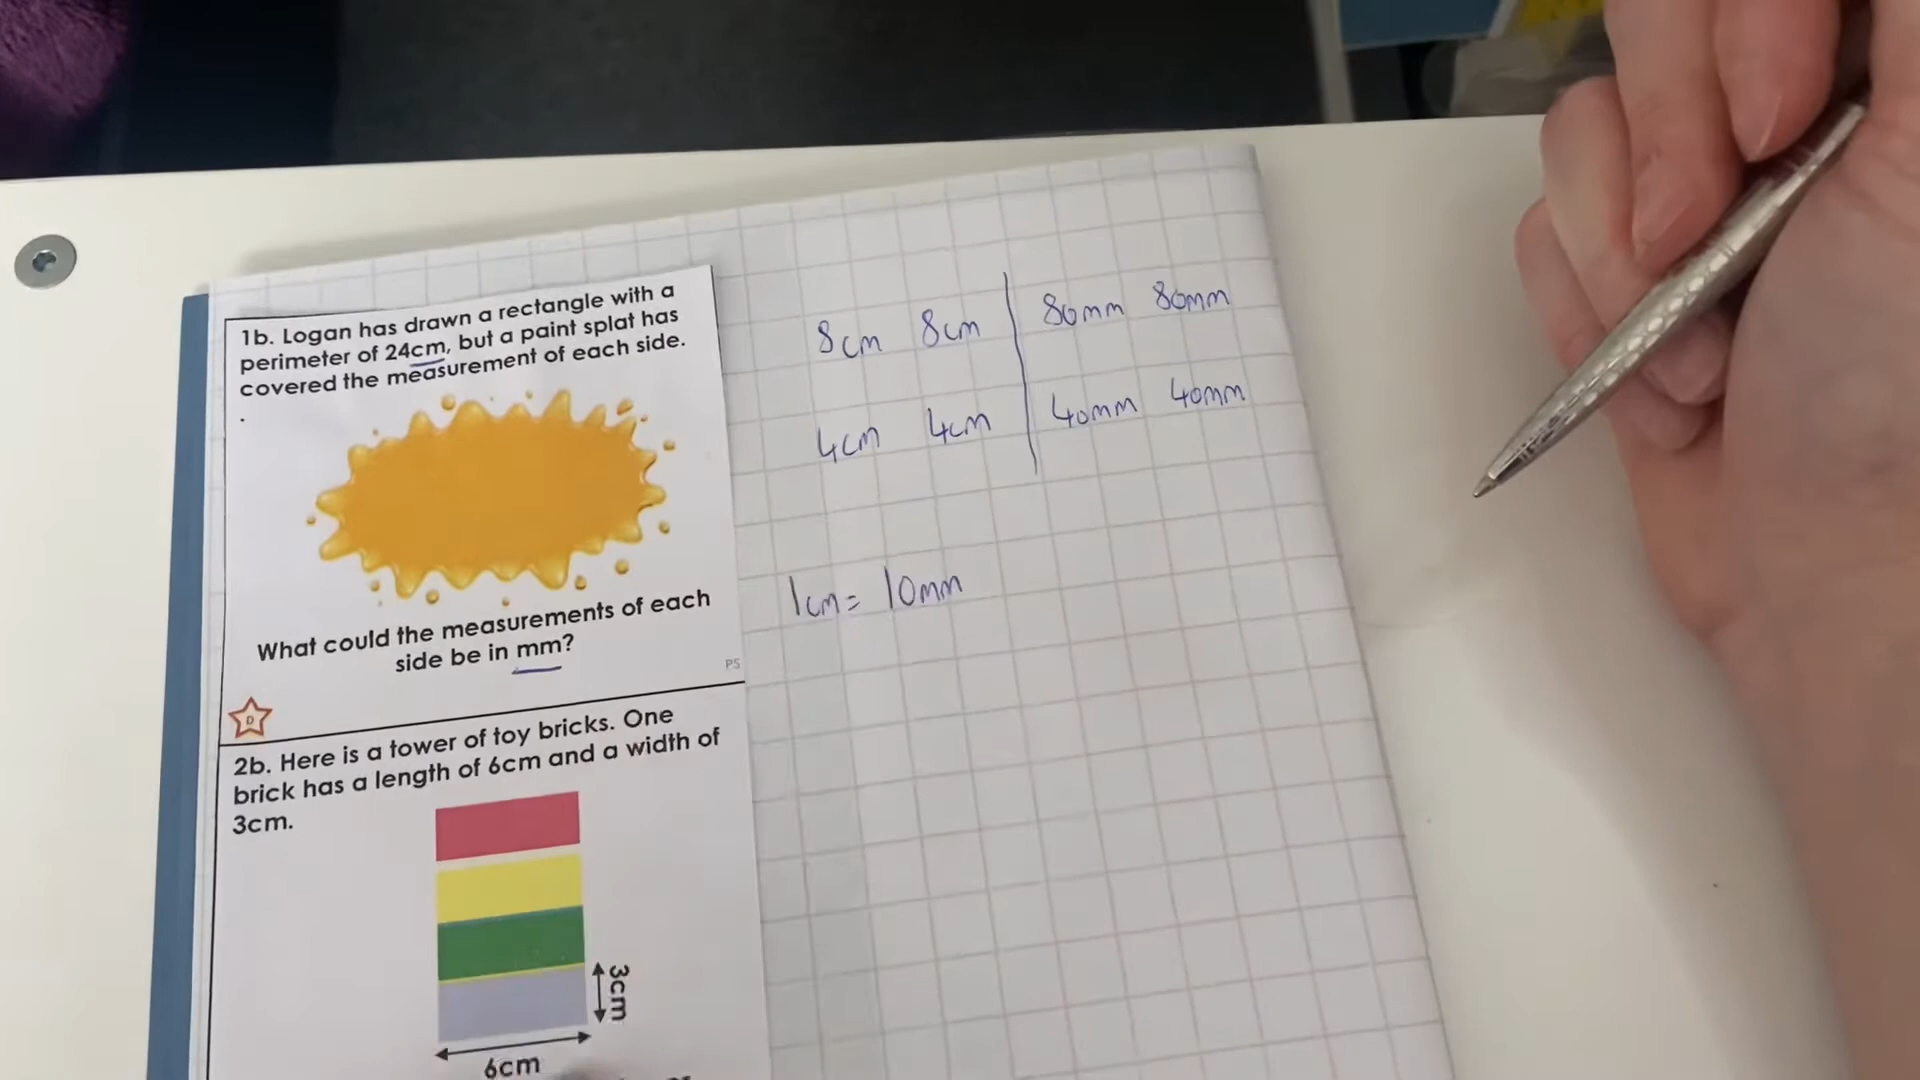 1b. Logan has drawn a rectangle with a
perimeter of 24cm, but a paint splat has
covered the measurement of each side.
.
What could the measurements of each
side be in mm?
P5
D
2b. Here is a tower of toy bricks. One
brick has a length of 6cm and a width of
3cm.
3cm
6cm
8cm 8cm 80mm 80mm
4cm 4cm 40mm 40mm
1cm = 10mm